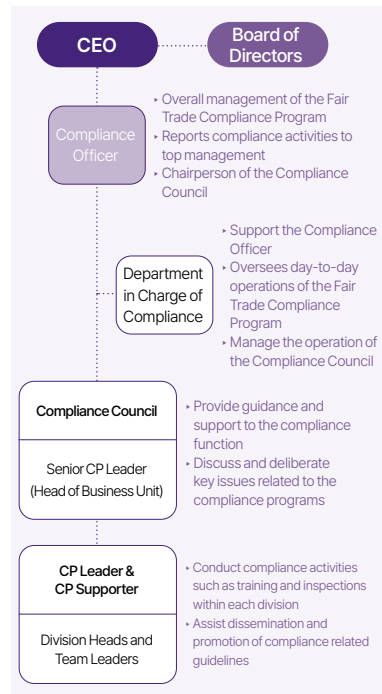 CEO
Board of
Directors
Compliance
Officer
‣ Overall management of the Fair
Trade Compliance Program
‣ Reports compliance activities to
top management
‣ Chairperson of the Compliance
Council
Department
in Charge of
Compliance
‣ Support the Compliance
Officer
‣ Oversees day-to-day
operations of the Fair
Trade Compliance
Program
‣ Manage the operation of
the Compliance Council
Compliance Council
Senior CP Leader
(Head of Business Unit)
‣ Provide guidance and
support to the compliance
function
‣ Discuss and deliberate
key issues related to the
compliance programs
CP Leader &
CP Supporter
Division Heads and
Team Leaders
‣ Conduct compliance activities
such as training and inspections
within each division
‣ Assist dissemination and
promotion of compliance related
guidelines